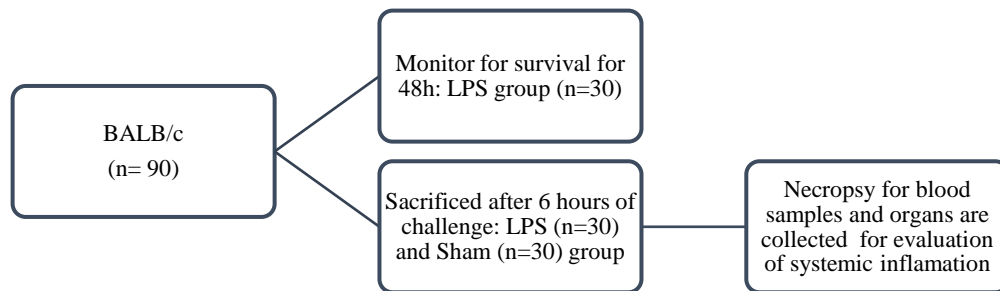 BALB/c
(n= 90)
Monitor for survival for
48h: LPS group (n=30)
Sacrificed after 6 hours of
challenge: LPS (n=30)
and Sham (n=30) group
Necropsy for blood
samples and organs are
collected for evaluation
of systemic inflamation